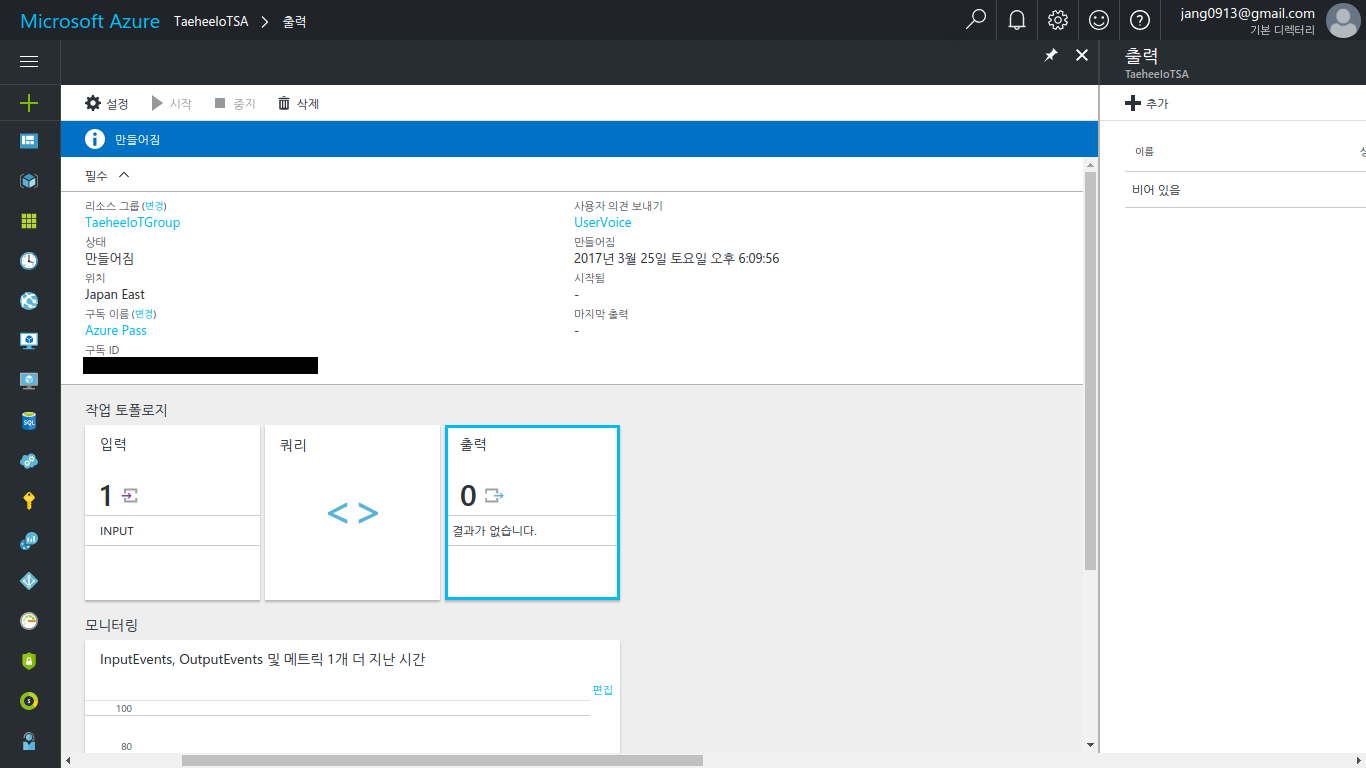 Microsoft Azure TaeheeIoTSA 출력
jang0913@gmail.com
기본 디렉터리
출력
TaeheeIoTSA
설정 시작 중지 삭제
추가
만들어짐
이름
비어 있음
필수
리소스 그룹 (변경)
TaeheeIoTGroup
상태
만들어짐
위치
Japan East
구독 이름 (변경)
Azure Pass
구독 ID
사용자 의견 보내기
UserVoice
만들어짐
2017년 3월 25일 토요일 오후 6:09:56
시작됨
-
마지막 출력
-
작업 토폴로지
입력
1
INPUT
쿼리
< >
출력
0
결과가 없습니다.
모니터링
InputEvents, OutputEvents 및 메트릭 1개 더 지난 시간
편집
100
80